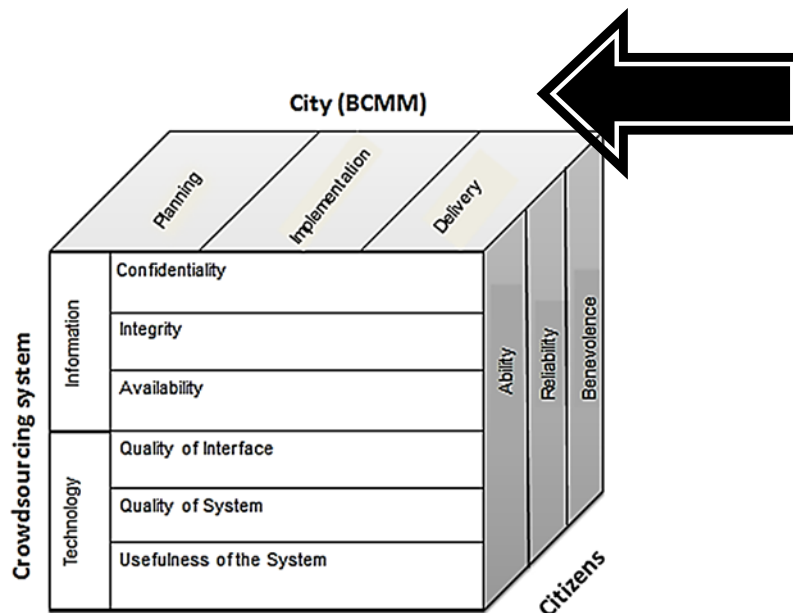 City (BCMM)
Planning
Implementation
Delivery
Crowdsourcing system
Information
Confidentiality
Integrity
Availability
Technology
Quality of Interface
Quality of System
Usefulness of the System
Ability
Reliability
Benevolence
Citizens